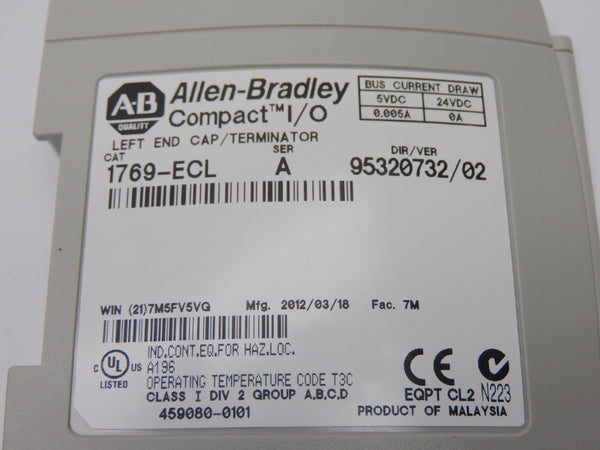 A-B
QUALITY
Allen-Bradley
Compact™ I/O
BUS CURRENT DRAW
5VDC 24VDC
0.005A 0A
LEFT END CAP/TERMINATOR
CAT SER DIR/VER
1769-ECL A 95320732/02
WIN (21)7M5FV5VG Mfg. 2012/03/18 Fac. 7M
IND.CONT.EQ.FOR HAZ.LOC.
C UL US A196
LISTED OPERATING TEMPERATURE CODE T3C
CLASS I DIV 2 GROUP A,B,C,D
459080-0101
CE
EQPT CL2 N223
PRODUCT OF MALAYSIA